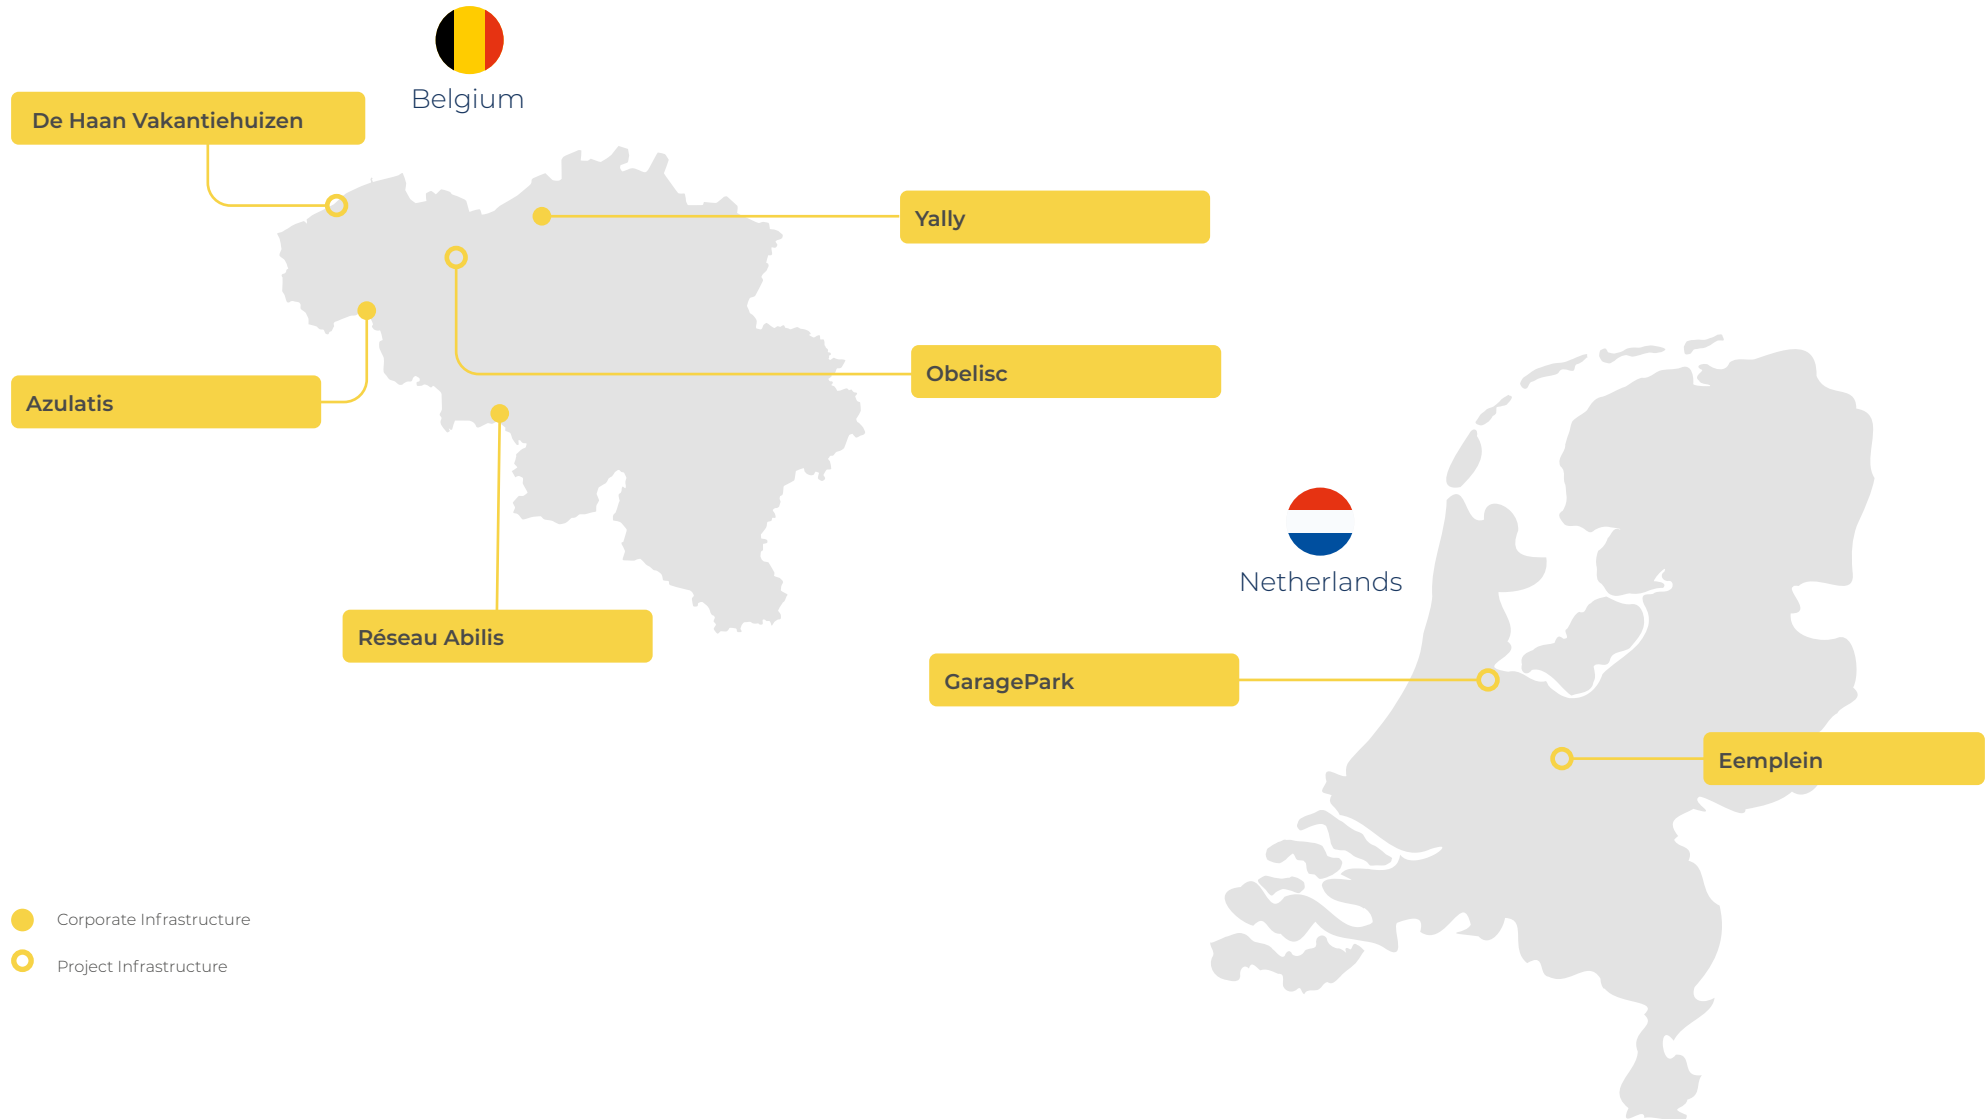 Belgium
De Haan Vakantiehuizen
Yally
Obelisc
Azulatis
Réseau Abilis
Netherlands
GaragePark
Eemplein
Corporate Infrastructure
Project Infrastructure